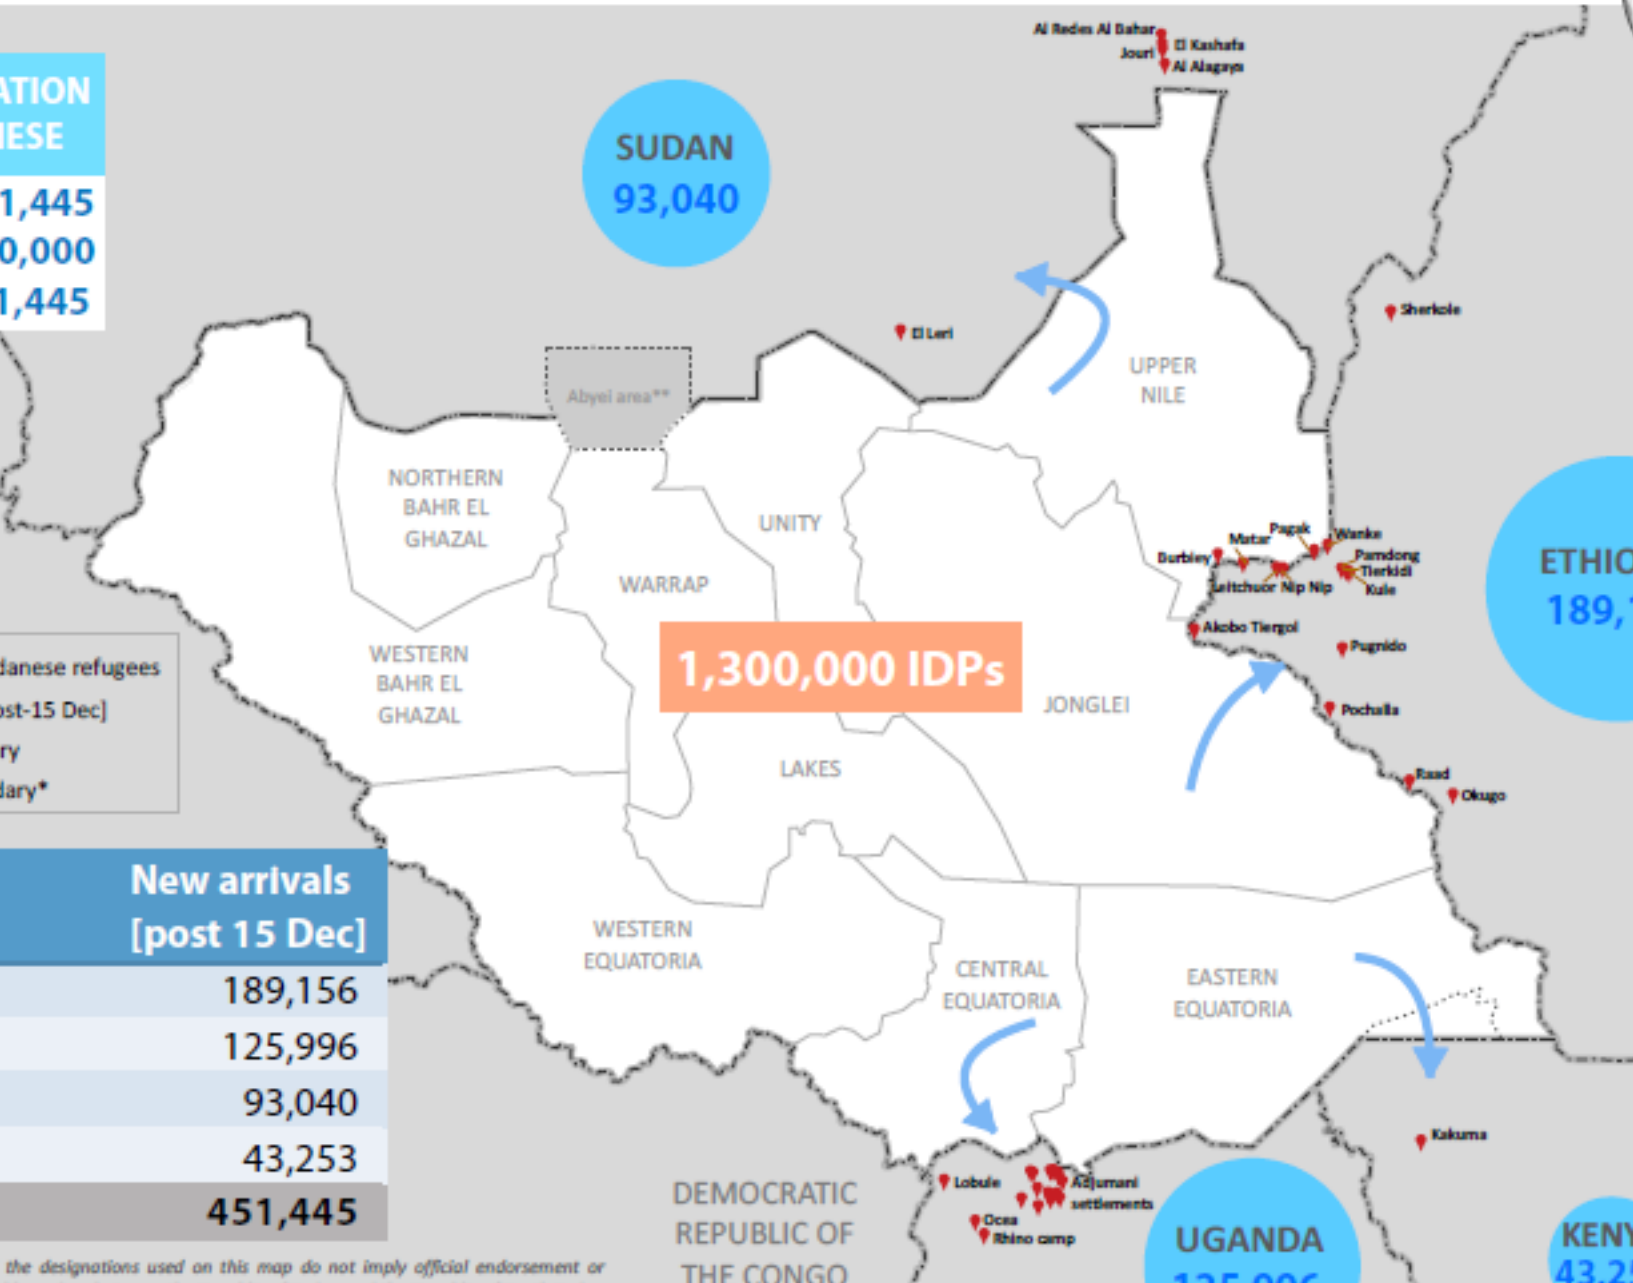 ATION
IESE
1,445
0,000
1,445
SUDAN
93,040
Al Redes Al Bahar
Jouri
El Kashafa
Al Alagaya
Sherkole
El Leri
Abyei area**
UPPER
NILE
NORTHERN
BAHR EL
GHAZAL
UNITY
WARRAP
Burbiey
Matar
Pagak
Wanke
Pamdong
Tierkidi
Kule
Leitchuor Nip Nip
Akobo Tiergol
Pugnido
Pochalla
Raad
Okugo
ETHIO
189,1
WESTERN
BAHR EL
GHAZAL
1,300,000 IDPs
JONGLEI
LAKES
danese refugees
ost-15 Dec]
ry
dary*
New arrivals
[post 15 Dec]
189,156
125,996
93,040
43,253
451,445
WESTERN
EQUATORIA
CENTRAL
EQUATORIA
EASTERN
EQUATORIA
Kakuma
Lobule
Adjumani
settlements
Ocea
Rhino camp
DEMOCRATIC
REPUBLIC OF
THE CONGO
UGANDA
125,996
KENY
43,25
the designations used on this map do not imply official endorsement or